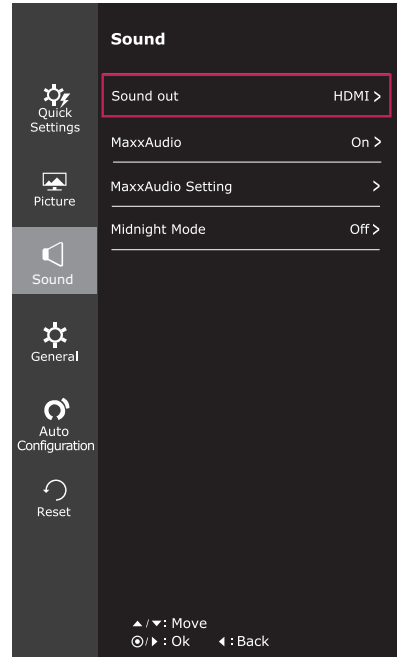 Sound
Quick
Settings
Picture
Sound
General
Auto
Configuration
Reset
Sound out HDMI >
MaxxAudio On >
MaxxAudio Setting >
Midnight Mode Off >
▲/▼: Move
⦿/▶: Ok ◀: Back